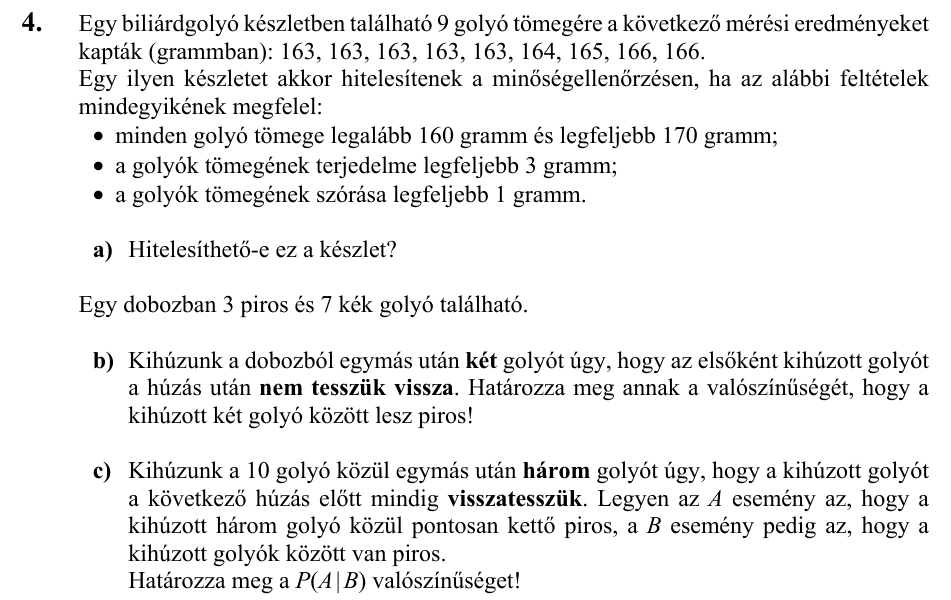 4. Egy biliárdgolyó készletben található 9 golyó tömegére a következő mérési eredményeket
kapták (grammban): 163, 163, 163, 163, 163, 164, 165, 166, 166.
Egy ilyen készletet akkor hitelesítenek a minőségellenőrzésen, ha az alábbi feltételek
mindegyikének megfelel:
• minden golyó tömege legalább 160 gramm és legfeljebb 170 gramm;
• a golyók tömegének terjedelme legfeljebb 3 gramm;
• a golyók tömegének szórása legfeljebb 1 gramm.
a) Hitelesíthető-e ez a készlet?
Egy dobozban 3 piros és 7 kék golyó található.
b) Kihúzunk a dobozból egymás után két golyót úgy, hogy az elsőként kihúzott golyót
a húzás után nem tesszük vissza. Határozza meg annak a valószínűségét, hogy a
kihúzott két golyó között lesz piros!
c) Kihúzunk a 10 golyó közül egymás után három golyót úgy, hogy a kihúzott golyót
a következő húzás előtt mindig visszatesszük. Legyen az A esemény az, hogy a
kihúzott három golyó közül pontosan kettő piros, a B esemény pedig az, hogy a
kihúzott golyók között van piros.
Határozza meg a P(A|B) valószínűséget!